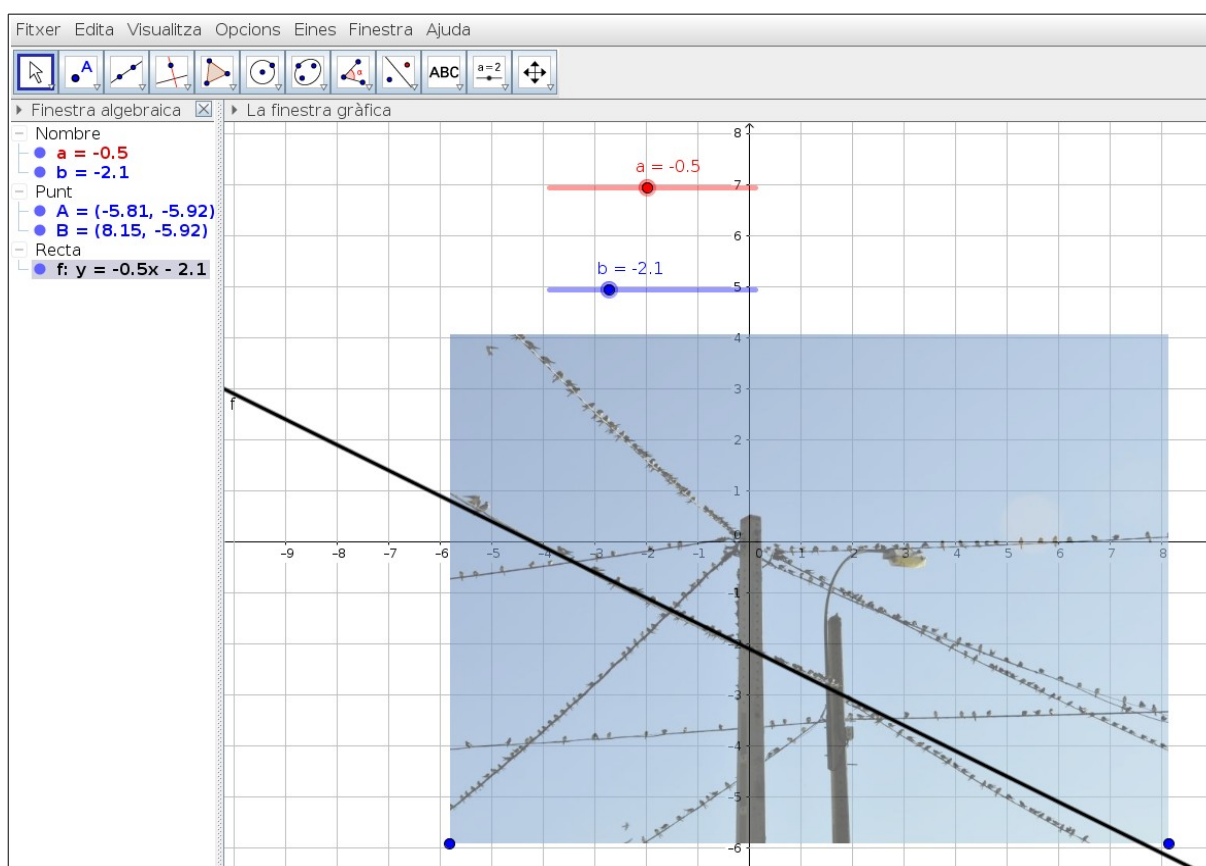 Fitxer Edita Visualitza Opcions Eines Finestra Ajuda
A α ABC a=2
Finestra algebraica La finestra gràfica
Nombre
a = -0.5
b = -2.1
Punt
A = (-5.81, -5.92)
B = (8.15, -5.92)
Recta
f: y = -0.5x - 2.1
8
a = -0.5
7
6
b = -2.1
5
4
3
f
2
1
0
-9 -8 -7 -6 -5 -4 -3 -2 -1 0 1 2 3 4 5 6 7 8
-1
-2
-3
-4
-5
-6